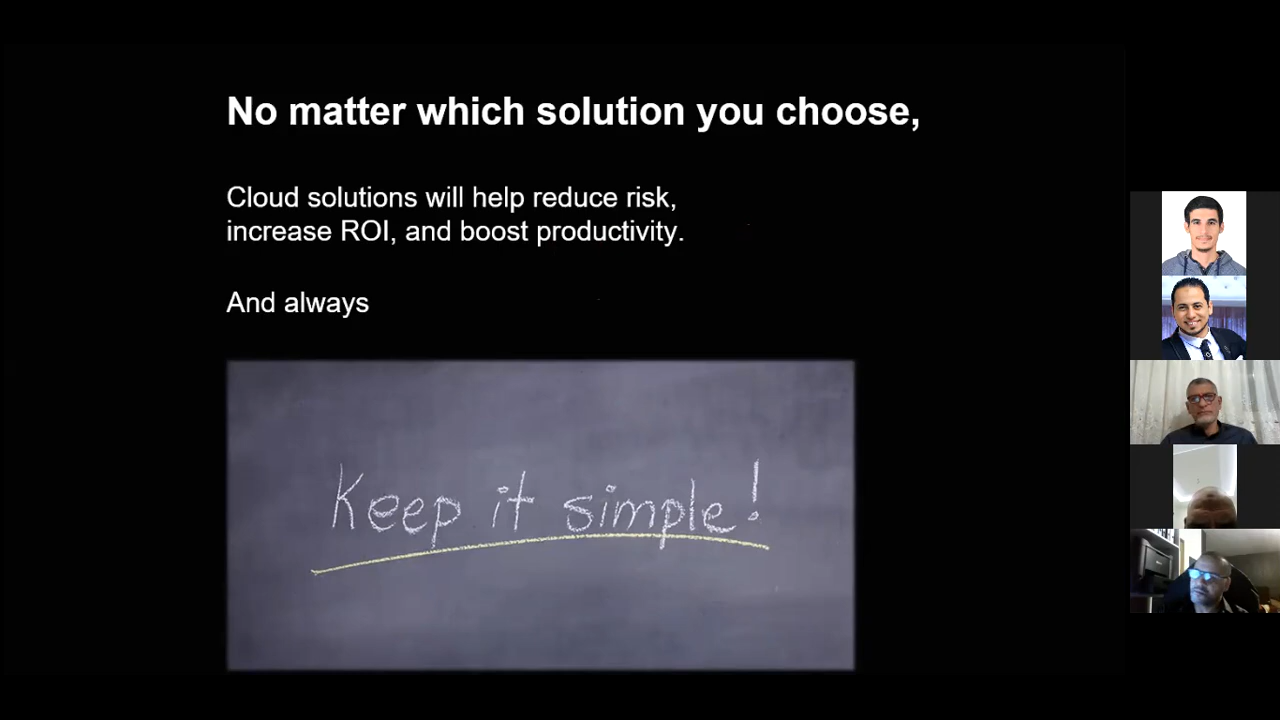 No matter which solution you choose,
Cloud solutions will help reduce risk,
increase ROI, and boost productivity.
And always
Keep it simple!